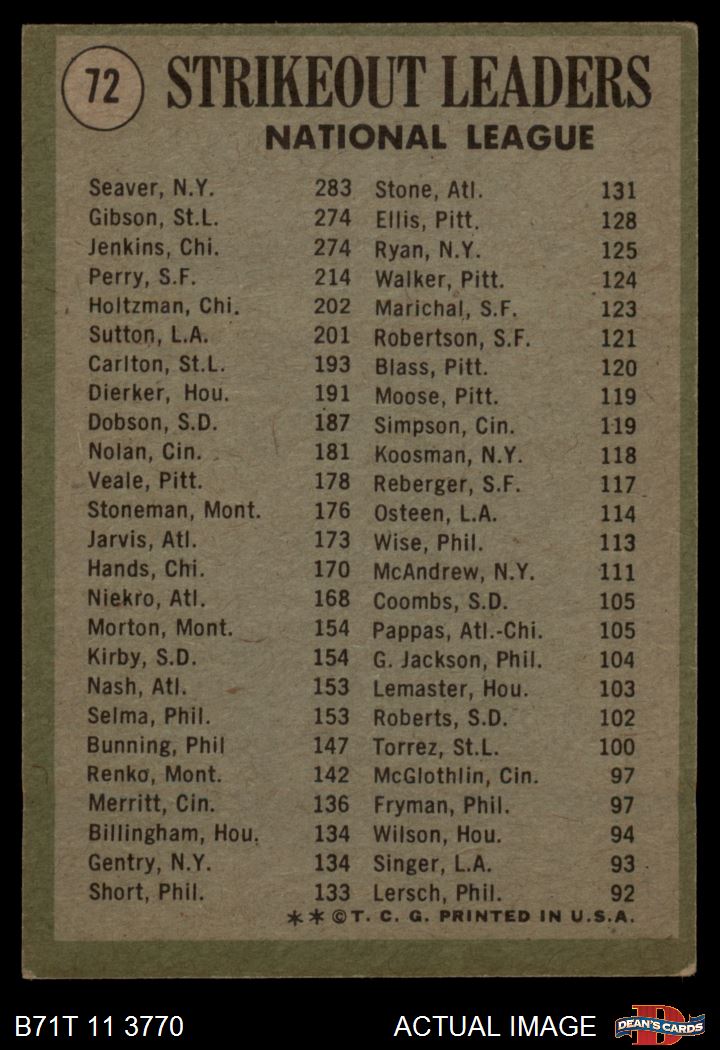 72 STRIKEOUT LEADERS
NATIONAL LEAGUE
Seaver, N.Y. 283 Stone, Atl. 131
Gibson, St.L. 274 Ellis, Pitt. 128
Jenkins, Chi. 274 Ryan, N.Y. 125
Perry, S.F. 214 Walker, Pitt. 124
Holtzman, Chi. 202 Marichal, S.F. 123
Sutton, L.A. 201 Robertson, S.F. 121
Carlton, St.L. 193 Blass, Pitt. 120
Dierker, Hou. 191 Moose, Pitt. 119
Dobson, S.D. 187 Simpson, Cin. 119
Nolan, Cin. 181 Koosman, N.Y. 118
Veale, Pitt. 178 Reberger, S.F. 117
Stoneman, Mont. 176 Osteen, L.A. 114
Jarvis, Atl. 173 Wise, Phil. 113
Hands, Chi. 170 McAndrew, N.Y. 111
Niekro, Atl. 168 Coombs, S.D. 105
Morton, Mont. 154 Pappas, Atl.-Chi. 105
Kirby, S.D. 154 G. Jackson, Phil. 104
Nash, Atl. 153 Lemaster, Hou. 103
Selma, Phil. 153 Roberts, S.D. 102
Bunning, Phil 147 Torrez, St.L. 100
Renko, Mont. 142 McGlothlin, Cin. 97
Merritt, Cin. 136 Fryman, Phil. 97
Billingham, Hou. 134 Wilson, Hou. 94
Gentry, N.Y. 134 Singer, L.A. 93
Short, Phil. 133 Lersch, Phil. 92
**©T. C. G. PRINTED IN U.S.A.
B71T 11 3770 ACTUAL IMAGE DEAN'S CARDS